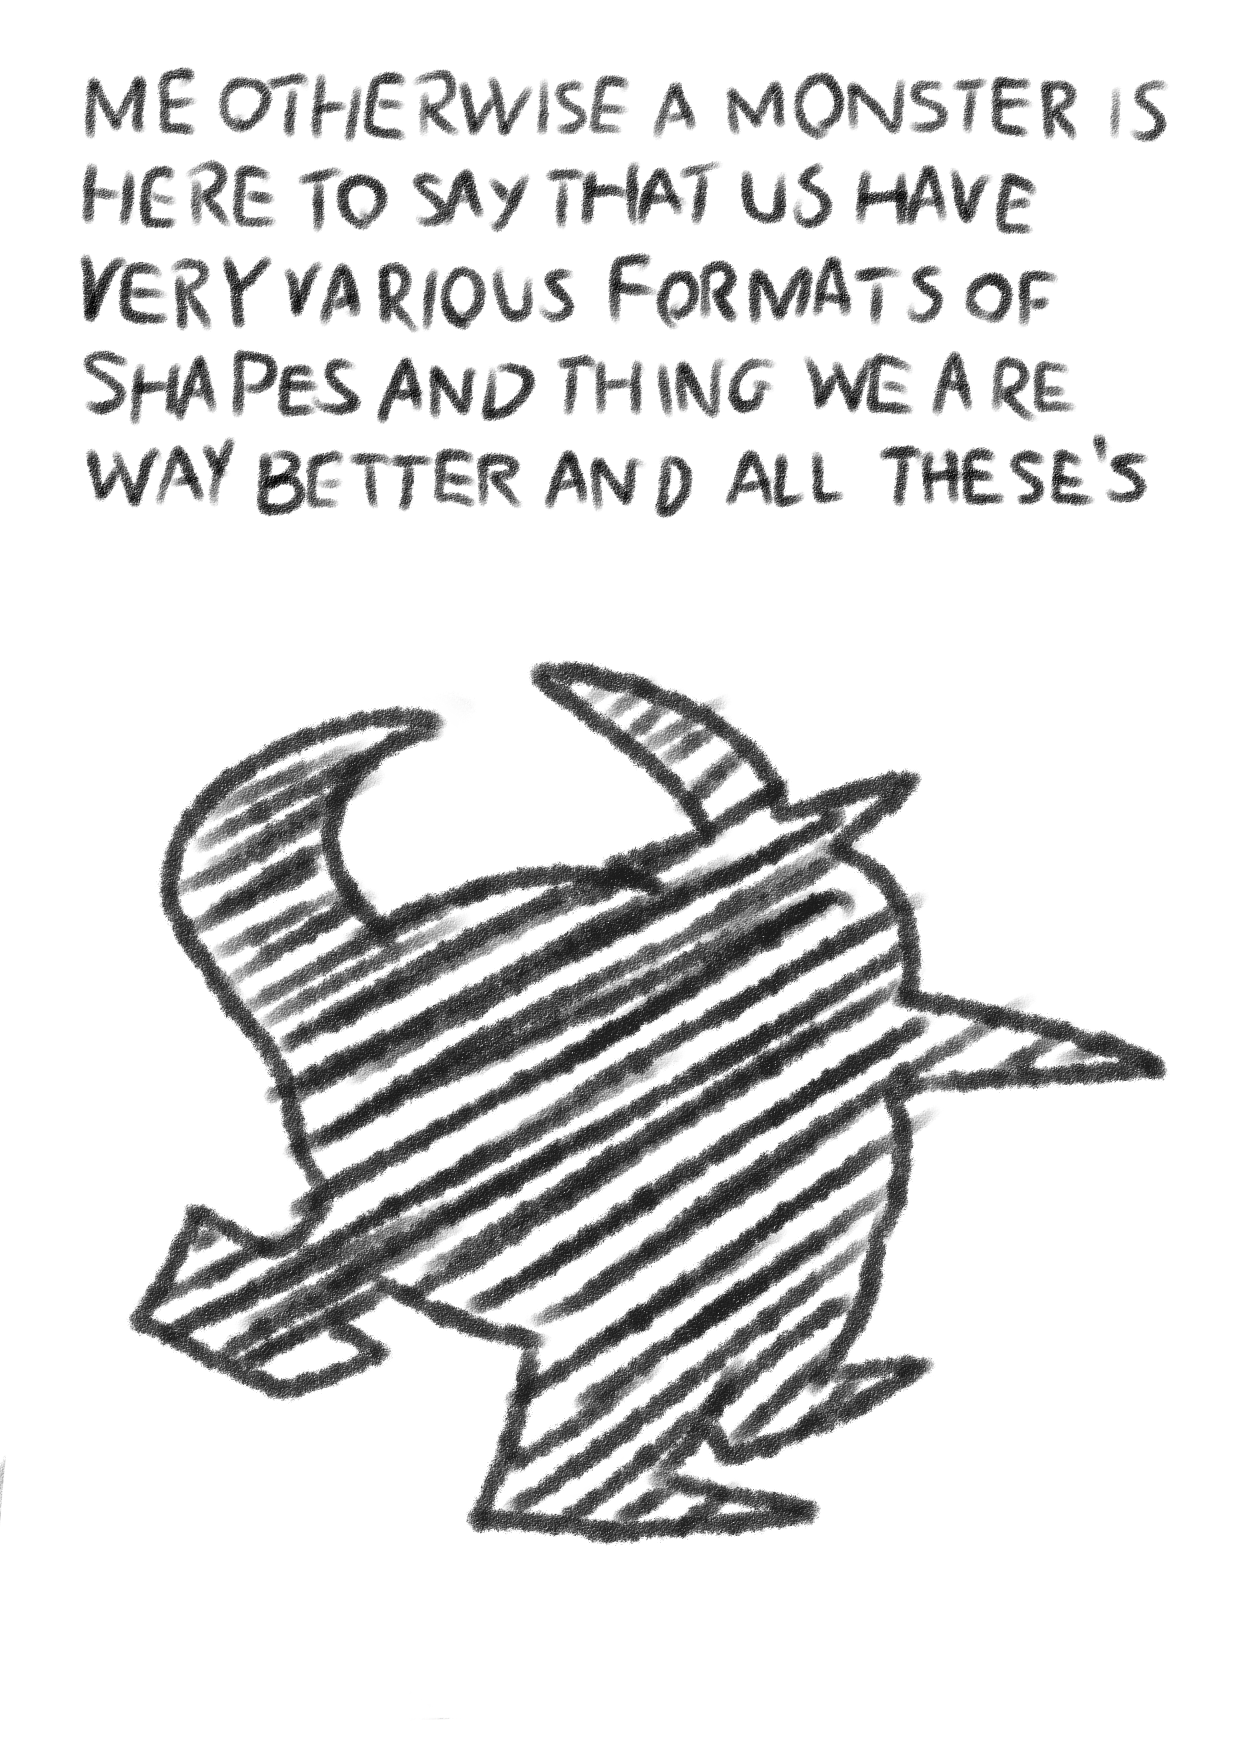 ME OTHERWISE A MONSTER IS
HERE TO SAY THAT US HAVE
VERY VARIOUS FORMATS OF
SHAPES AND THING WE ARE
WAY BETTER AND ALL THESE'S